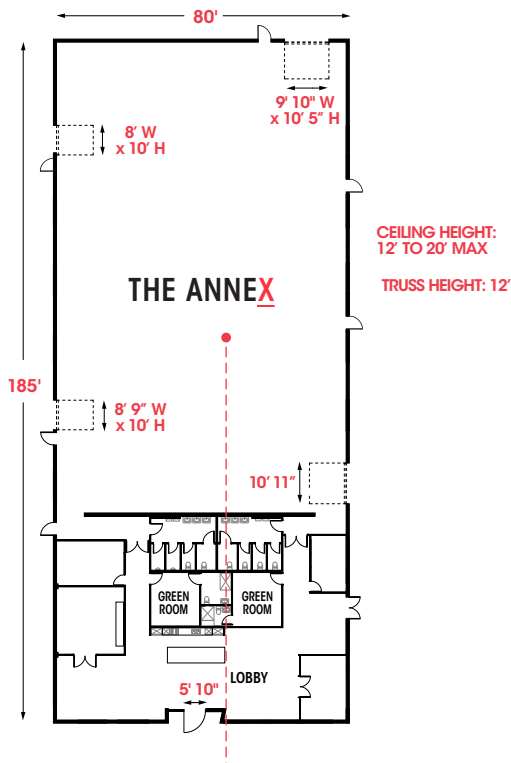 80'
9' 10" W
x 10' 5” H
8’ W
x 10’ H
CEILING HEIGHT:
12’ TO 20’ MAX
TRUSS HEIGHT: 12’
THE ANNEX
185'
8’ 9” W
x 10’ H
10’ 11”
GREEN
ROOM
GREEN
ROOM
LOBBY
5' 10"